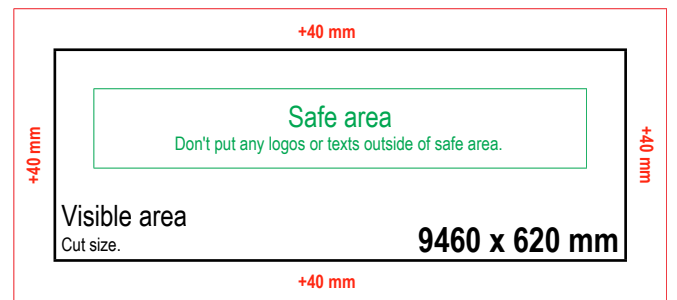 +40 mm
Safe area
Don't put any logos or texts outside of safe area.
+40 mm
+40 mm
Visible area
Cut size.
9460 x 620 mm
+40 mm